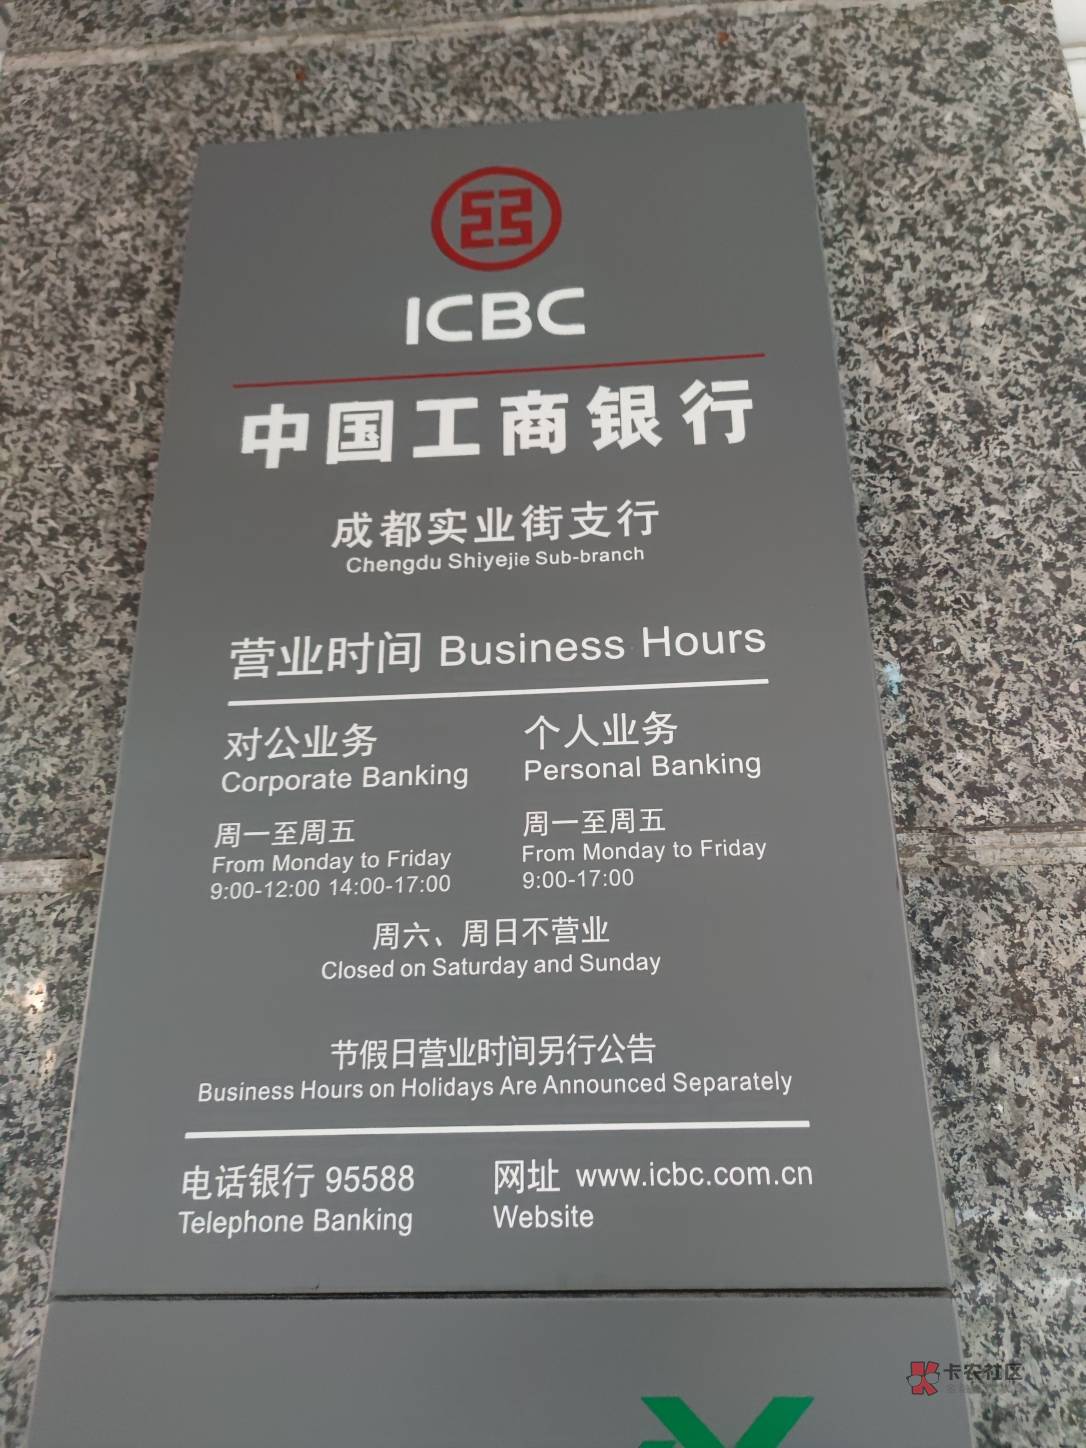 ICBC
中国工商银行
成都实业街支行
Chengdu Shiyejie Sub-branch
营业时间 Business Hours
对公业务
Corporate Banking
周一至周五
From Monday to Friday
9:00-12:00 14:00-17:00
个人业务
Personal Banking
周一至周五
From Monday to Friday
9:00-17:00
周六、周日不营业
Closed on Saturday and Sunday
节假日营业时间另行公告
Business Hours on Holidays Are Announced Separately
电话银行 95588
Telephone Banking
网址 www.icbc.com.cn
Website
卡农社区